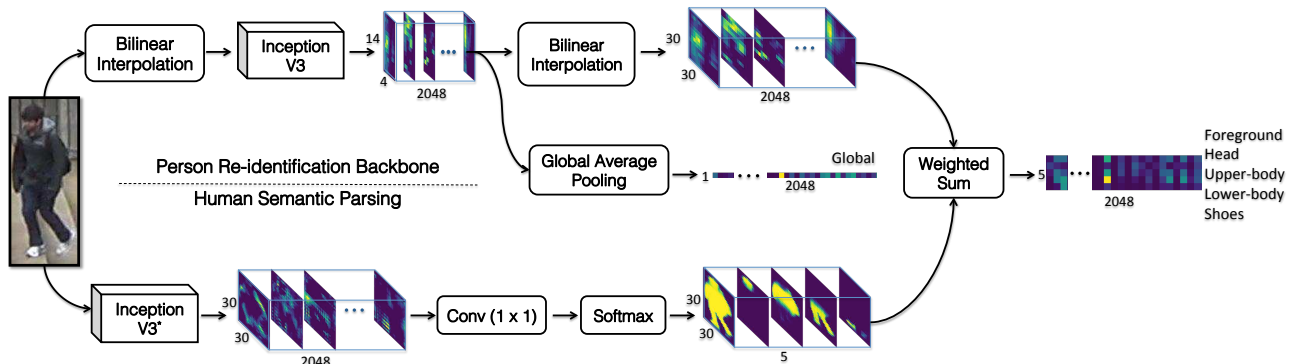 Bilinear
Interpolation
Inception
V3
14
4
2048
Bilinear
Interpolation
30
30
2048
Person Re-identification Backbone
Human Semantic Parsing
Global Average
Pooling
1
Global
2048
Weighted
Sum
5
2048
Foreground
Head
Upper-body
Lower-body
Shoes
Inception
V3*
30
30
2048
Conv (1 x 1)
Softmax
30
30
5